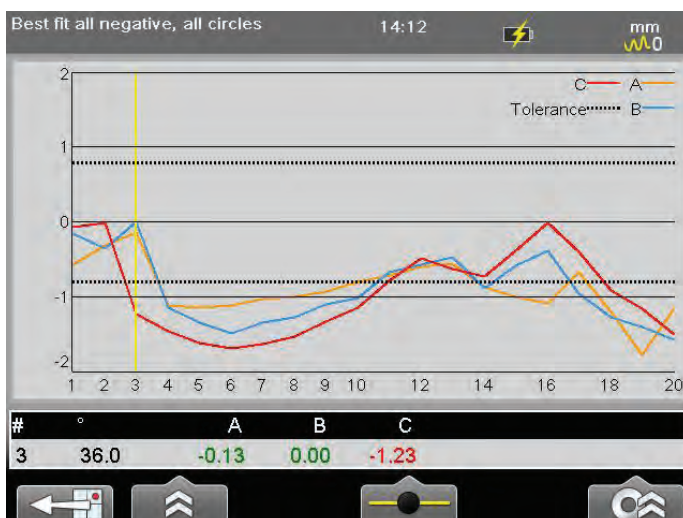 Best fit all negative, all circles 14:12 mm
0
2
C A
Tolerance B
1
0
-1
-2
1 2 3 4 5 6 7 8 9 10 12 14 16 18 20
# ° A B C
3 36.0 -0.13 0.00 -1.23